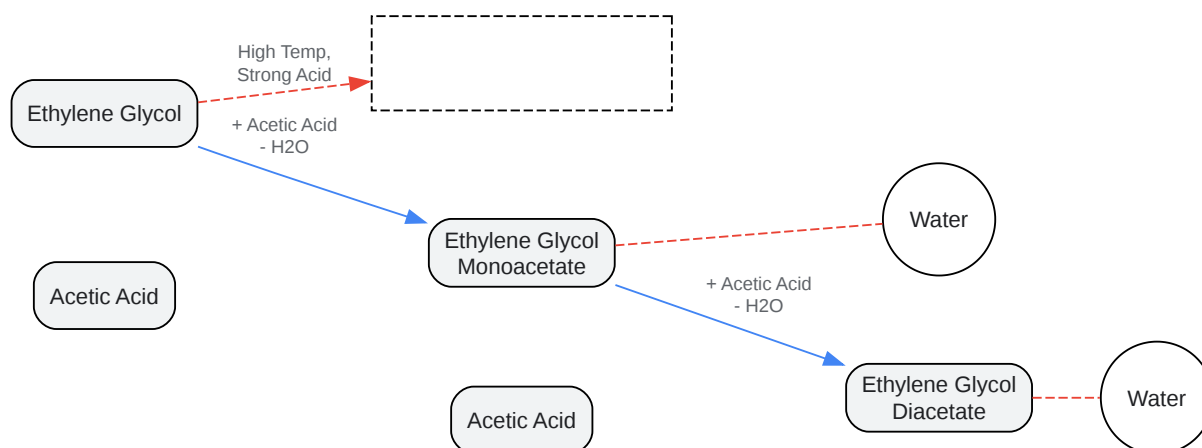 High Temp,
Strong Acid
Ethylene Glycol
+ Acetic Acid
- H2O
Water
Ethylene Glycol
Monoacetate
Acetic Acid
+ Acetic Acid
- H2O
Ethylene Glycol
Diacetate
Water
Acetic Acid